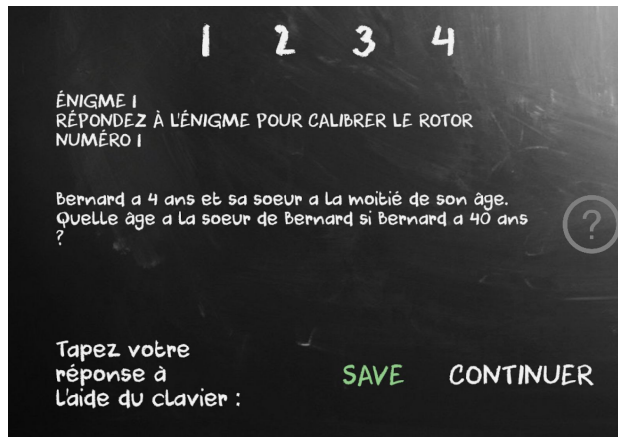 1 2 3 4
ÉNIGME 1
RÉPONDEZ À L'ÉNIGME POUR CALIBRER LE ROTOR
NUMÉRO 1
Bernard a 4 ans et sa soeur a la moitié de son âge.
Quelle âge a la soeur de Bernard si Bernard a 40 ans
?
?
Tapez votre
réponse à
l'aide du clavier :
SAVE CONTINUER